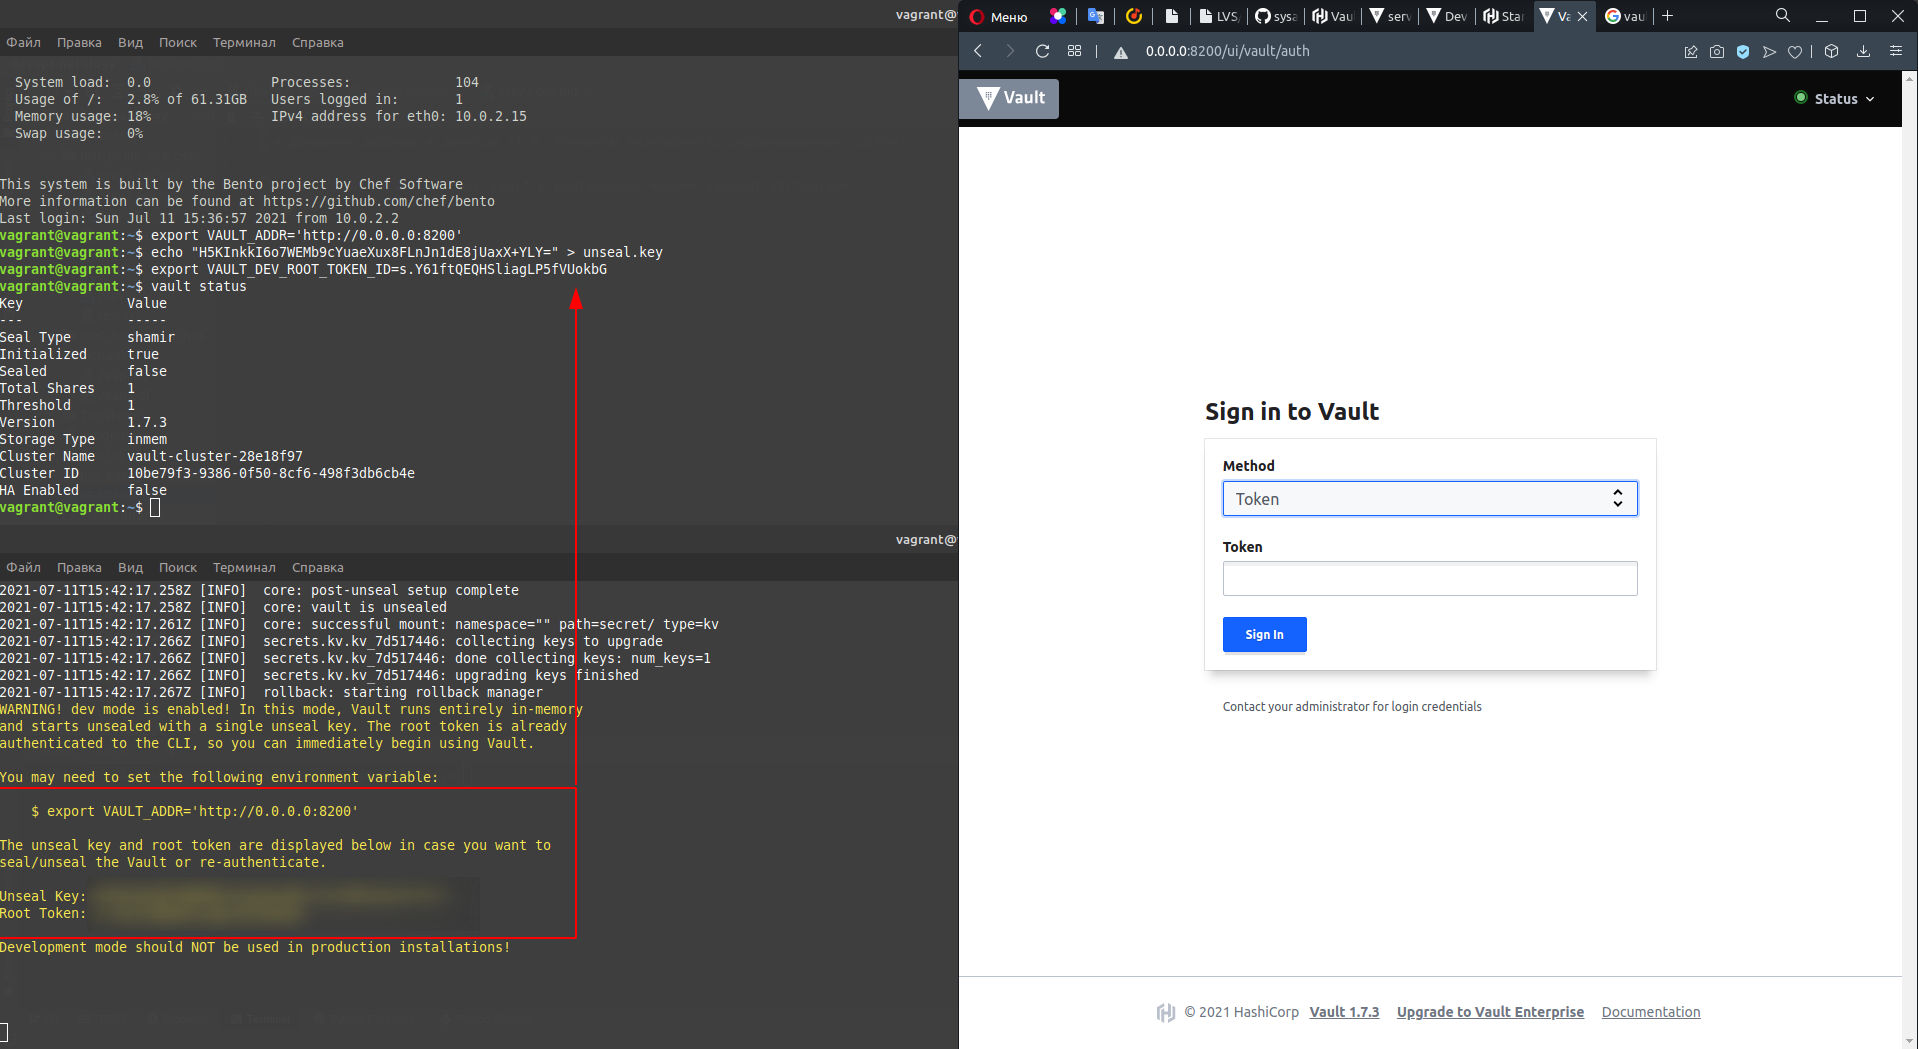 vagrant@
Файл Правка Вид Поиск Терминал Справка
System load: 0.0 Processes: 104
Usage of /: 2.8% of 61.31GB Users logged in: 1
Memory usage: 18% IPv4 address for eth0: 10.0.2.15
Swap usage: 0%
This system is built by the Bento project by Chef Software
More information can be found at https://github.com/chef/bento
Last login: Sun Jul 11 15:36:57 2021 from 10.0.2.2
vagrant@vagrant:~$ export VAULT_ADDR='http://0.0.0.0:8200'
vagrant@vagrant:~$ echo "H5KInkkI6o7WEMb9cYuaeXux8FLnJn1dE8jUaxX+YLY=" > unseal.key
vagrant@vagrant:~$ export VAULT_DEV_ROOT_TOKEN_ID=s.Y61ftQEQHSliagLP5fVUokbG
vagrant@vagrant:~$ vault status
Key Value
--- -----
Seal Type shamir
Initialized true
Sealed false
Total Shares 1
Threshold 1
Version 1.7.3
Storage Type inmem
Cluster Name vault-cluster-28e18f97
Cluster ID 10be79f3-9386-0f50-8cf6-498f3db6cb4e
HA Enabled false
vagrant@vagrant:~$
vagrant@
Файл Правка Вид Поиск Терминал Справка
2021-07-11T15:42:17.258Z [INFO] core: post-unseal setup complete
2021-07-11T15:42:17.258Z [INFO] core: vault is unsealed
2021-07-11T15:42:17.261Z [INFO] core: successful mount: namespace="" path=secret/ type=kv
2021-07-11T15:42:17.266Z [INFO] secrets.kv.kv_7d517446: collecting keys to upgrade
2021-07-11T15:42:17.266Z [INFO] secrets.kv.kv_7d517446: done collecting keys: num_keys=1
2021-07-11T15:42:17.266Z [INFO] secrets.kv.kv_7d517446: upgrading keys finished
2021-07-11T15:42:17.267Z [INFO] rollback: starting rollback manager
WARNING! dev mode is enabled! In this mode, Vault runs entirely in-memory
and starts unsealed with a single unseal key. The root token is already
authenticated to the CLI, so you can immediately begin using Vault.
You may need to set the following environment variable:
$ export VAULT_ADDR='http://0.0.0.0:8200'
The unseal key and root token are displayed below in case you want to
seal/unseal the Vault or re-authenticate.
Unseal Key:
Root Token:
Development mode should NOT be used in production installations!
Меню LVS sysa Vau serv Dev Star Va vau
0.0.0.0:8200/ui/vault/auth
Vault
Status
Sign in to Vault
Method
Token
Token
Sign In
Contact your administrator for login credentials
© 2021 HashiCorp Vault 1.7.3 Upgrade to Vault Enterprise Documentation